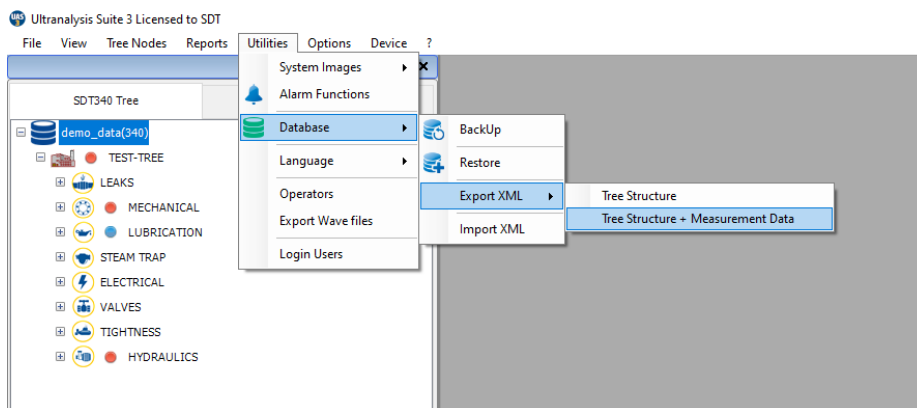 UAS
3
Ultranalysis Suite 3 Licensed to SDT
File View Tree Nodes Reports Utilities Options Device ?
System Images
Alarm Functions
Database
Language
Operators
Export Wave files
Login Users
BackUp
Restore
Export XML
Import XML
Tree Structure
Tree Structure + Measurement Data
SDT340 Tree
demo_data(340)
TEST-TREE
LEAKS
MECHANICAL
LUBRICATION
STEAM TRAP
ELECTRICAL
VALVES
TIGHTNESS
HYDRAULICS